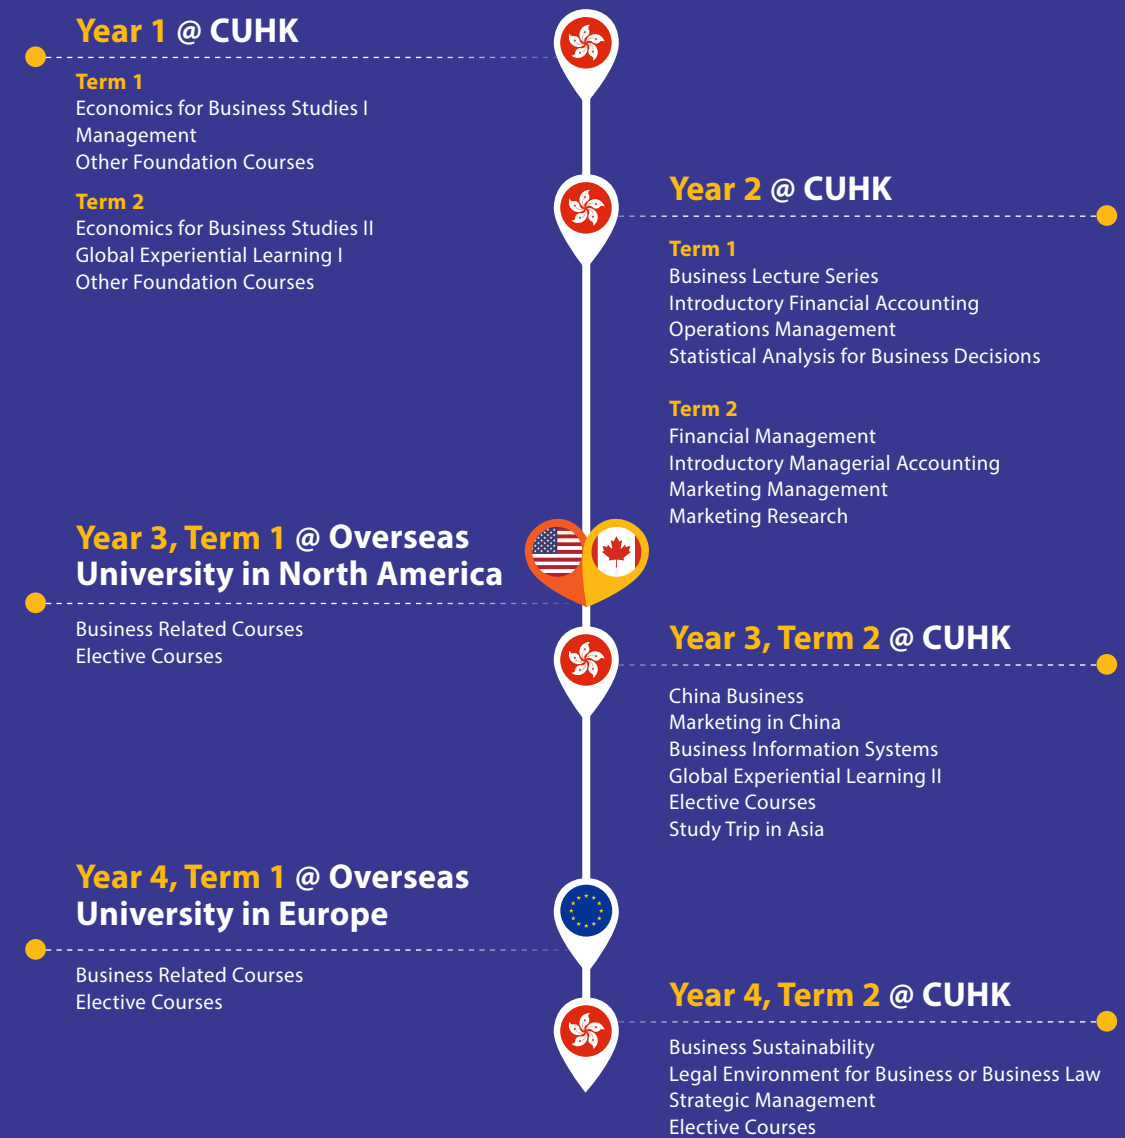 Year 1 @ CUHK
Term 1
Economics for Business Studies I
Management
Other Foundation Courses
Term 2
Economics for Business Studies II
Global Experiential Learning I
Other Foundation Courses
Year 2 @ CUHK
Term 1
Business Lecture Series
Introductory Financial Accounting
Operations Management
Statistical Analysis for Business Decisions
Term 2
Financial Management
Introductory Managerial Accounting
Marketing Management
Marketing Research
Year 3, Term 1 @ Overseas
University in North America
Business Related Courses
Elective Courses
Year 3, Term 2 @ CUHK
China Business
Marketing in China
Business Information Systems
Global Experiential Learning II
Elective Courses
Study Trip in Asia
Year 4, Term 1 @ Overseas
University in Europe
Business Related Courses
Elective Courses
Year 4, Term 2 @ CUHK
Business Sustainability
Legal Environment for Business or Business Law
Strategic Management
Elective Courses